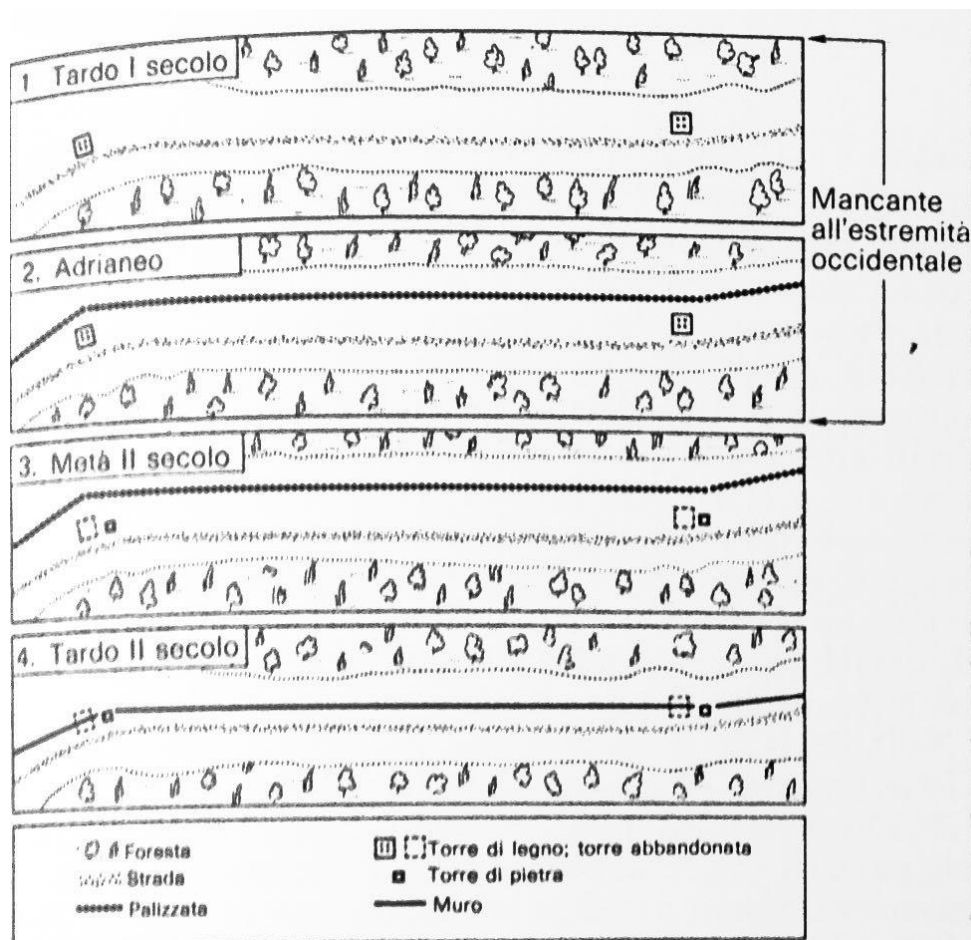 1 Tardo I secolo
Mancante
all'estremità
occidentale
2. Adrianeo
3. Metà II secolo
4. Tardo II secolo
Foresta
Strada
Palizzata
Torre di legno; torre abbandonata
Torre di pietra
Muro